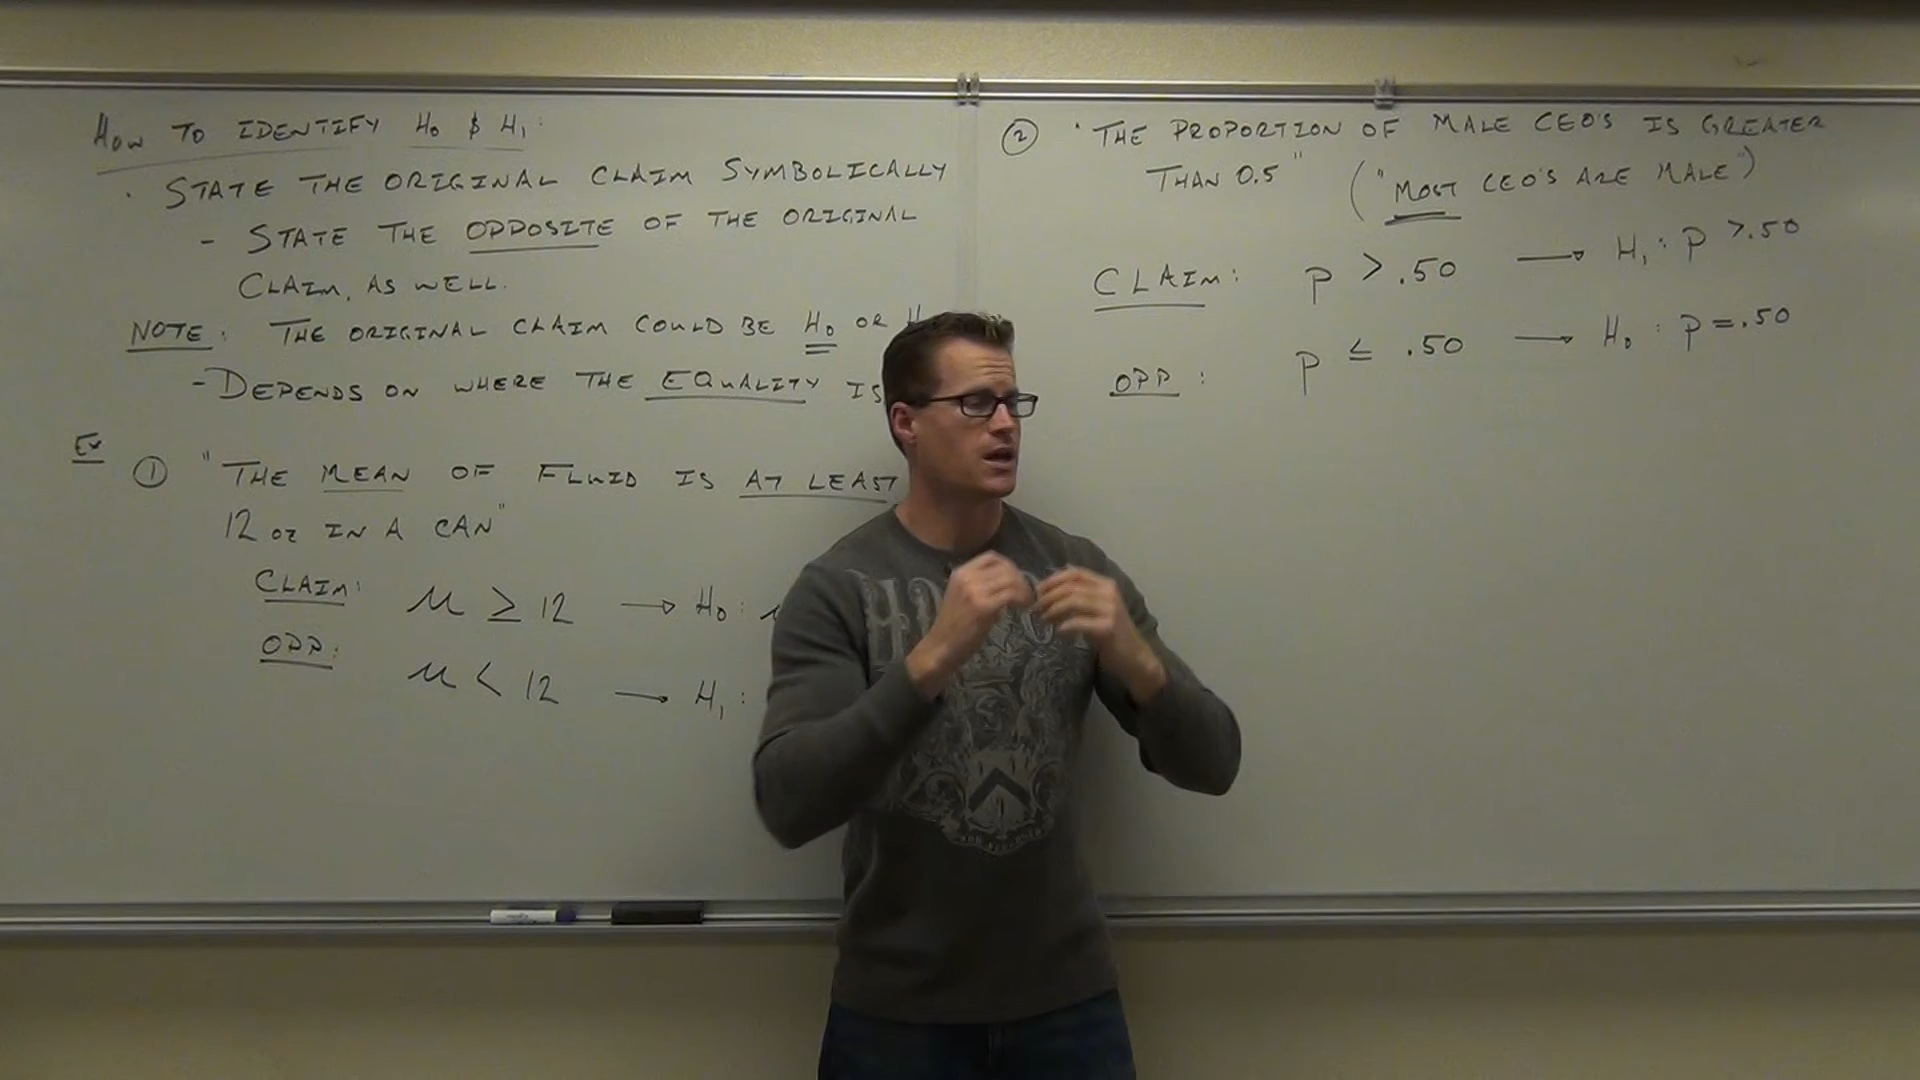 HOW TO IDENTIFY H₀ & H₁:
· STATE THE ORIGINAL CLAIM SYMBOLICALLY
- STATE THE OPPOSITE OF THE ORIGINAL
CLAIM, AS WELL.
NOTE: THE ORIGINAL CLAIM COULD BE H₀ OR H
- DEPENDS ON WHERE THE EQUALITY IS
EX ① "THE MEAN OF FLUID IS AT LEAST
12 OZ IN A CAN"
CLAIM: μ ≥ 12 → H₀:
OPP: μ < 12 → H₁:
② "THE PROPORTION OF MALE CEO'S IS GREATER
THAN 0.5" ("MOST CEO'S ARE MALE")
CLAIM: p > .50 → H₁: p > .50
OPP: p ≤ .50 → H₀: p = .50